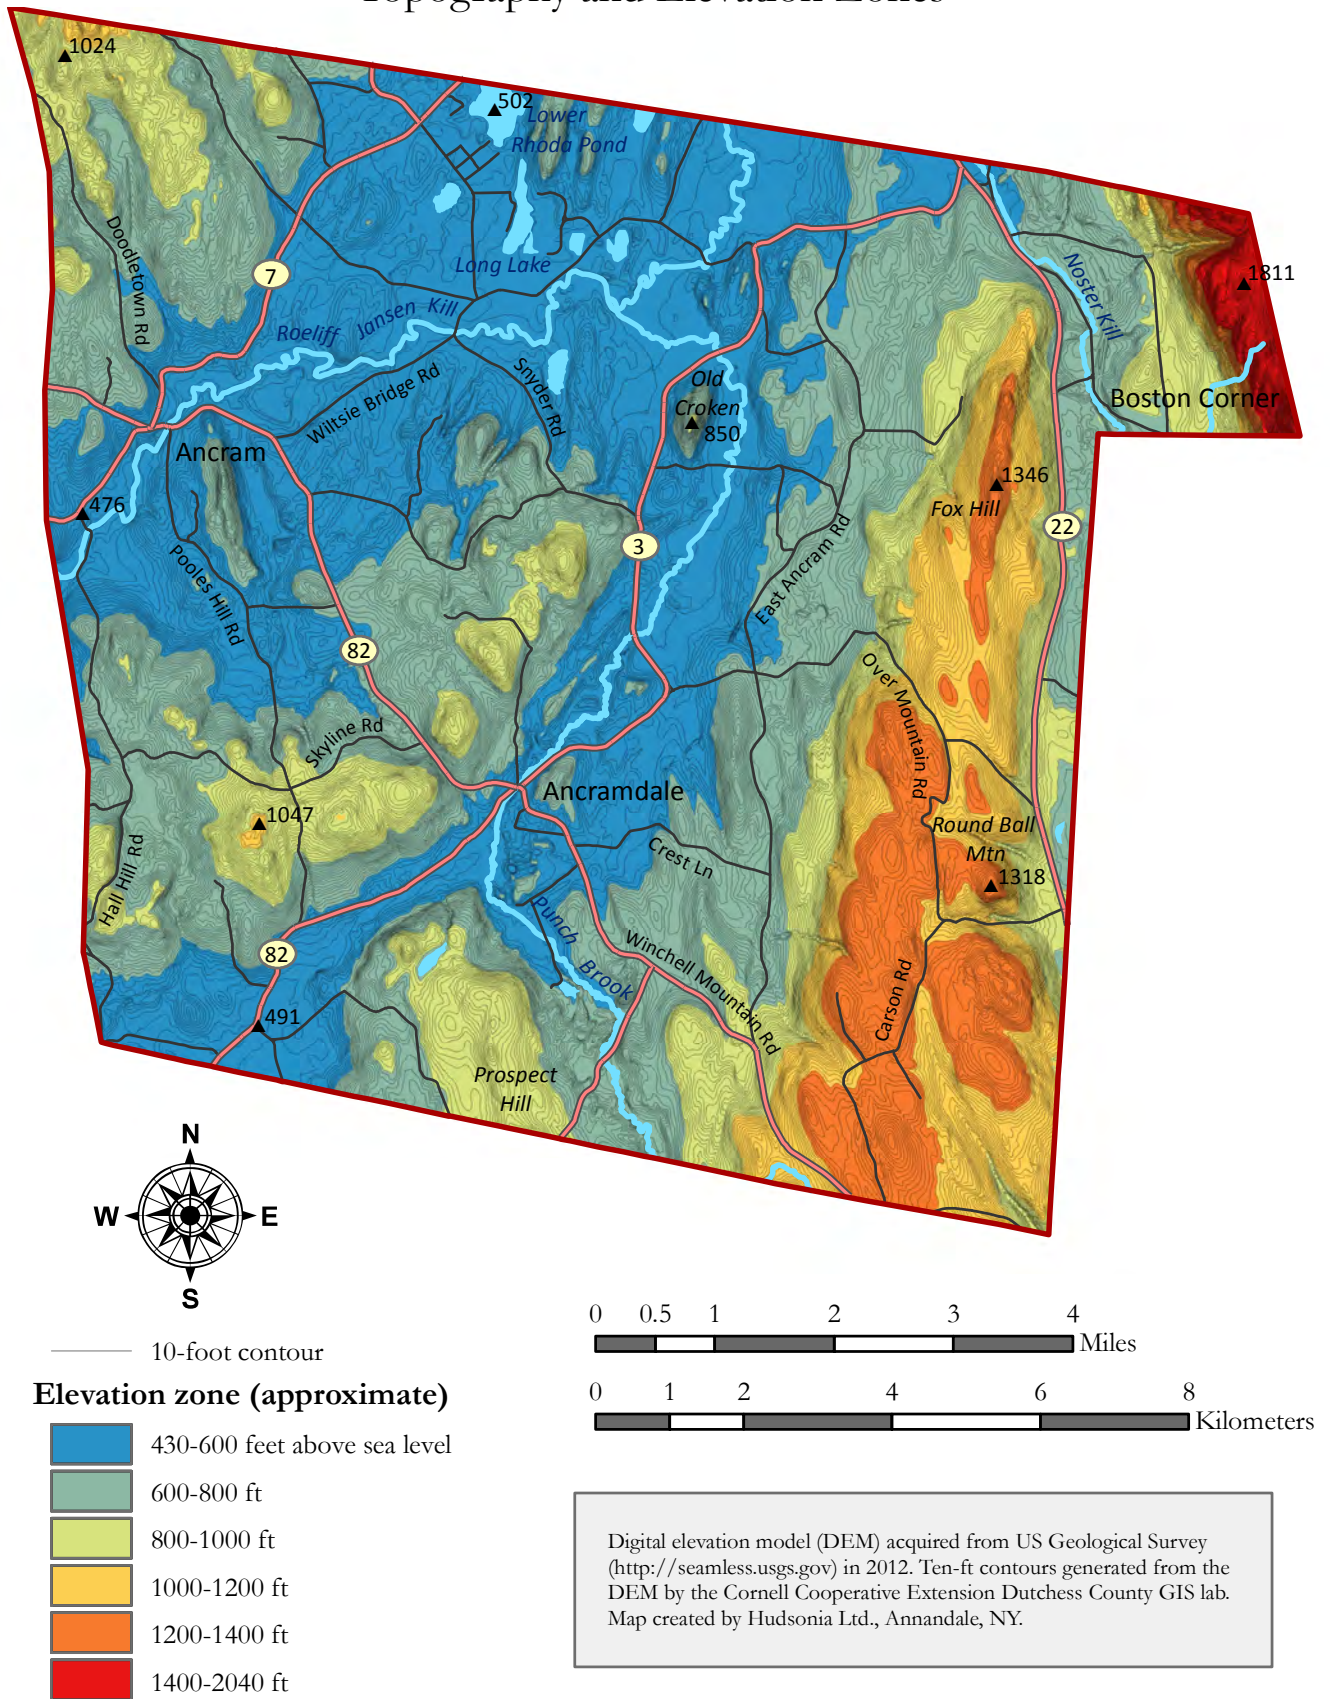 Topography and Elevation Zones
1024
502
Lower
Rhoda Pond
Doodletown Rd
7
Long Lake
Noster Kill
1811
Roeliff Jansen Kill
Snyder Rd
Wiltsie Bridge Rd
Old
Croken
850
Boston Corner
Ancram
476
1346
Fox Hill
22
3
East Ancram Rd
Pooles Hill Rd
82
Over Mountain Rd
Skyline Rd
Ancramdale
1047
Round Ball
Mtn
1318
Crest Ln
Hall Hill Rd
Punch
Brook
Winchell Mountain Rd
82
Carson Rd
491
Prospect
Hill
N
W
E
S
0 0.5 1 2 3 4
Miles
10-foot contour
Elevation zone (approximate)
0 1 2 4 6 8
Kilometers
430-600 feet above sea level
600-800 ft
800-1000 ft
1000-1200 ft
1200-1400 ft
1400-2040 ft
Digital elevation model (DEM) acquired from US Geological Survey
(http://seamless.usgs.gov) in 2012. Ten-ft contours generated from the
DEM by the Cornell Cooperative Extension Dutchess County GIS lab.
Map created by Hudsonia Ltd., Annandale, NY.